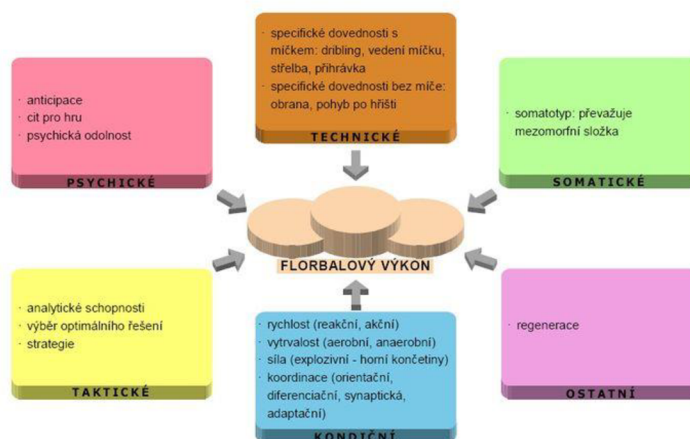 · specifické dovednosti s
míčkem: dribling, vedení míčku,
střelba, přihrávka
· specifické dovednosti bez míče:
obrana, pohyb po hřišti
TECHNICKÉ
· anticipace
· cit pro hru
· psychická odolnost
PSYCHICKÉ
· somatotyp: převažuje
mezomorfní složka
SOMATICKÉ
FLORBALOVÝ VÝKON
· analytické schopnosti
· výběr optimálního řešení
· strategie
TAKTICKÉ
· rychlost (reakční, akční)
· vytrvalost (aerobní, anaerobní)
· síla (explozivní - horní končetiny)
· koordinace (orientační,
diferenciační, synaptická,
adaptační)
KONDIČNÍ
· regenerace
OSTATNÍ